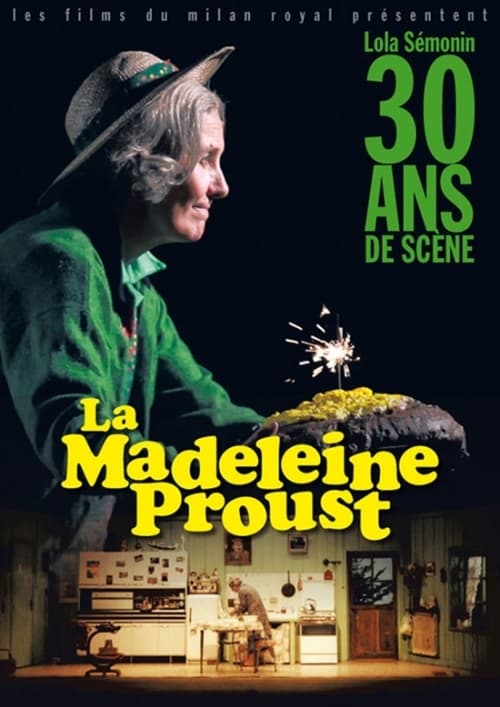 les films du milan royal présentent
Lola Sémonin
30
ANS
DE SCÈNE
La
Madeleine
Proust